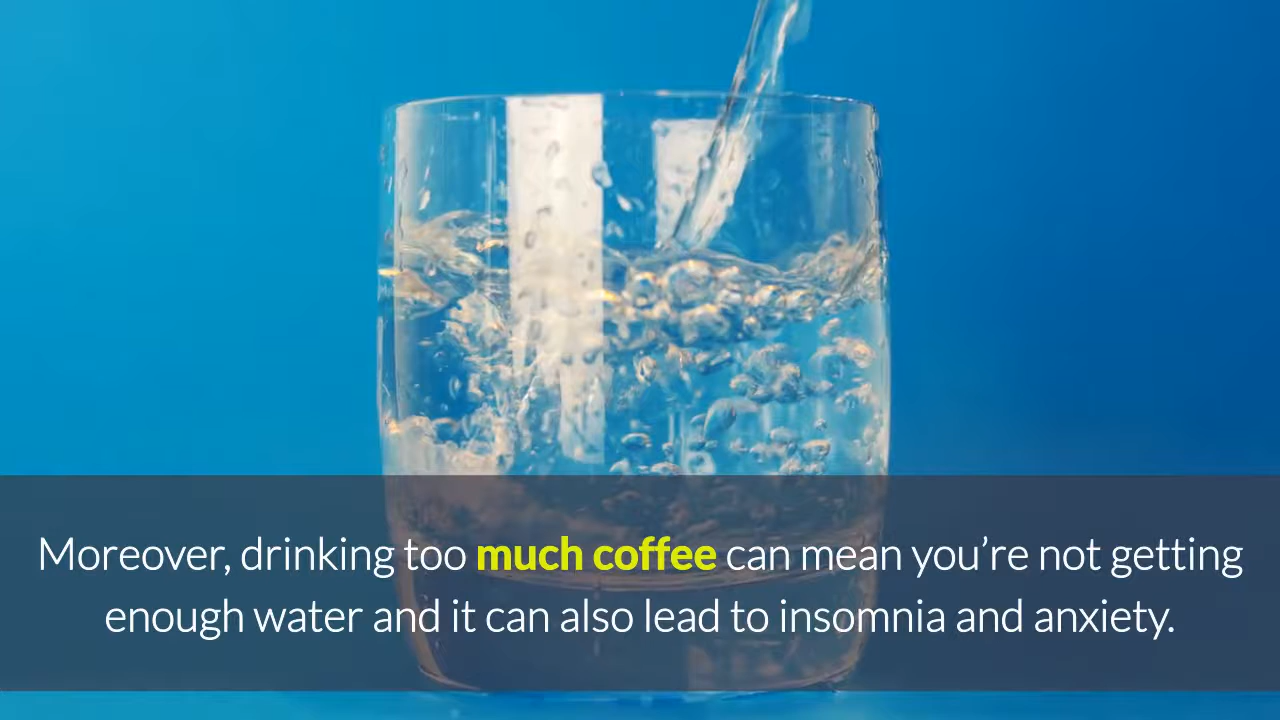 Moreover, drinking too much coffee can mean you’re not getting
enough water and it can also lead to insomnia and anxiety.